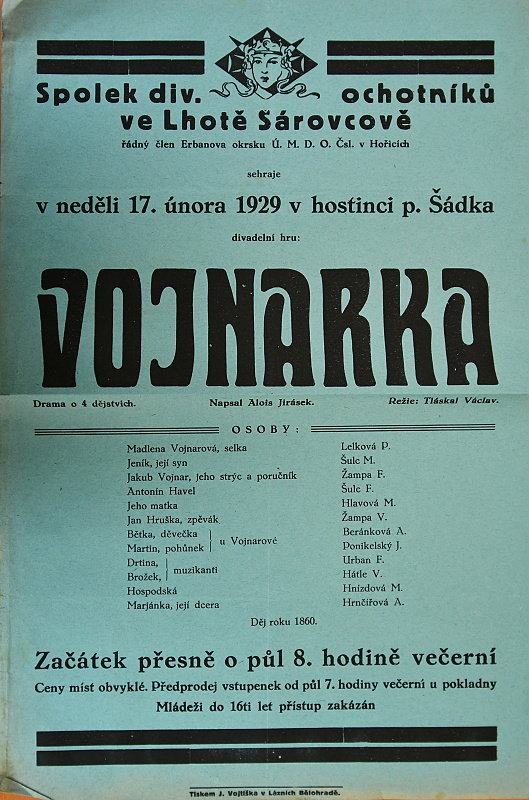 Spolek div. ochotníků
ve Lhotě Šárovcově
řádný člen Erbanova okrsku Ú. M. D. O. Čsl. v Hořicích
sehraje
v neděli 17. února 1929 v hostinci p. Šádka
divadelní hru:
VOJNARKA
Drama o 4 dějstvích. Napsal Alois Jirásek. Režie: Tláskal Václav.
OSOBY:
Madlena Vojnarová, selka Lelková P.
Jeník, její syn Šulc M.
Jakub Vojnar, jeho strýc a poručník Žampa F.
Antonín Havel Šulc F.
Jeho matka Hlavová M.
Jan Hruška, zpěvák Žampa V.
Bětka, děvečka Beránková A.
u Vojnarové
Martin, pohůnek Ponikelský J.
Drtina, Urban F.
muzikanti
Brožek, Hátle V.
Hospodská Hnízdová M.
Marjánka, její dcera Hrnčířová A.
Děj roku 1860.
Začátek přesně o půl 8. hodině večerní
Ceny míst obvyklé. Předprodej vstupenek od půl 7. hodiny večerní u pokladny
Mládeži do 16ti let přístup zakázán
Tiskem J. Vojtíška v Lázních Bělohradě.